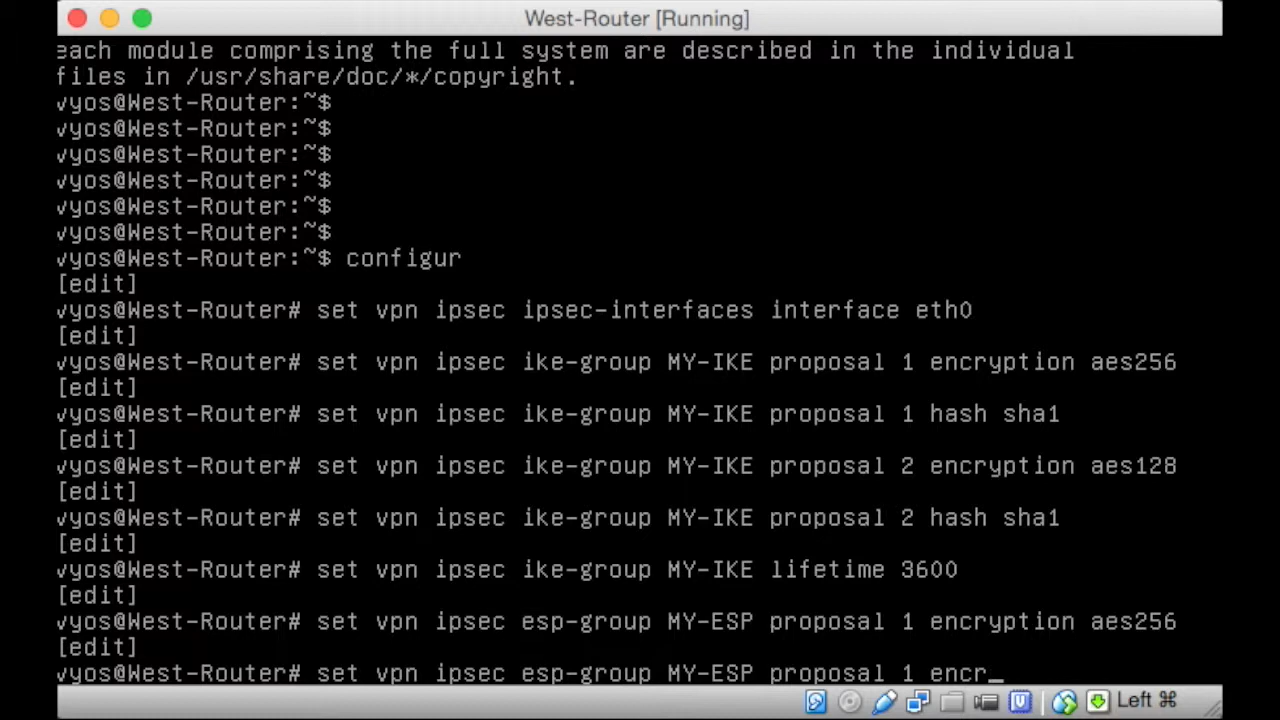 West-Router [Running]
each module comprising the full system are described in the individual
files in /usr/share/doc/*/copyright.
vyos@West-Router:~$
vyos@West-Router:~$
vyos@West-Router:~$
vyos@West-Router:~$
vyos@West-Router:~$
vyos@West-Router:~$
vyos@West-Router:~$ configur
[edit]
vyos@West-Router# set vpn ipsec ipsec-interfaces interface eth0
[edit]
vyos@West-Router# set vpn ipsec ike-group MY-IKE proposal 1 encryption aes256
[edit]
vyos@West-Router# set vpn ipsec ike-group MY-IKE proposal 1 hash sha1
[edit]
vyos@West-Router# set vpn ipsec ike-group MY-IKE proposal 2 encryption aes128
[edit]
vyos@West-Router# set vpn ipsec ike-group MY-IKE proposal 2 hash sha1
[edit]
vyos@West-Router# set vpn ipsec ike-group MY-IKE lifetime 3600
[edit]
vyos@West-Router# set vpn ipsec esp-group MY-ESP proposal 1 encryption aes256
[edit]
vyos@West-Router# set vpn ipsec esp-group MY-ESP proposal 1 encr_
Left ⌘